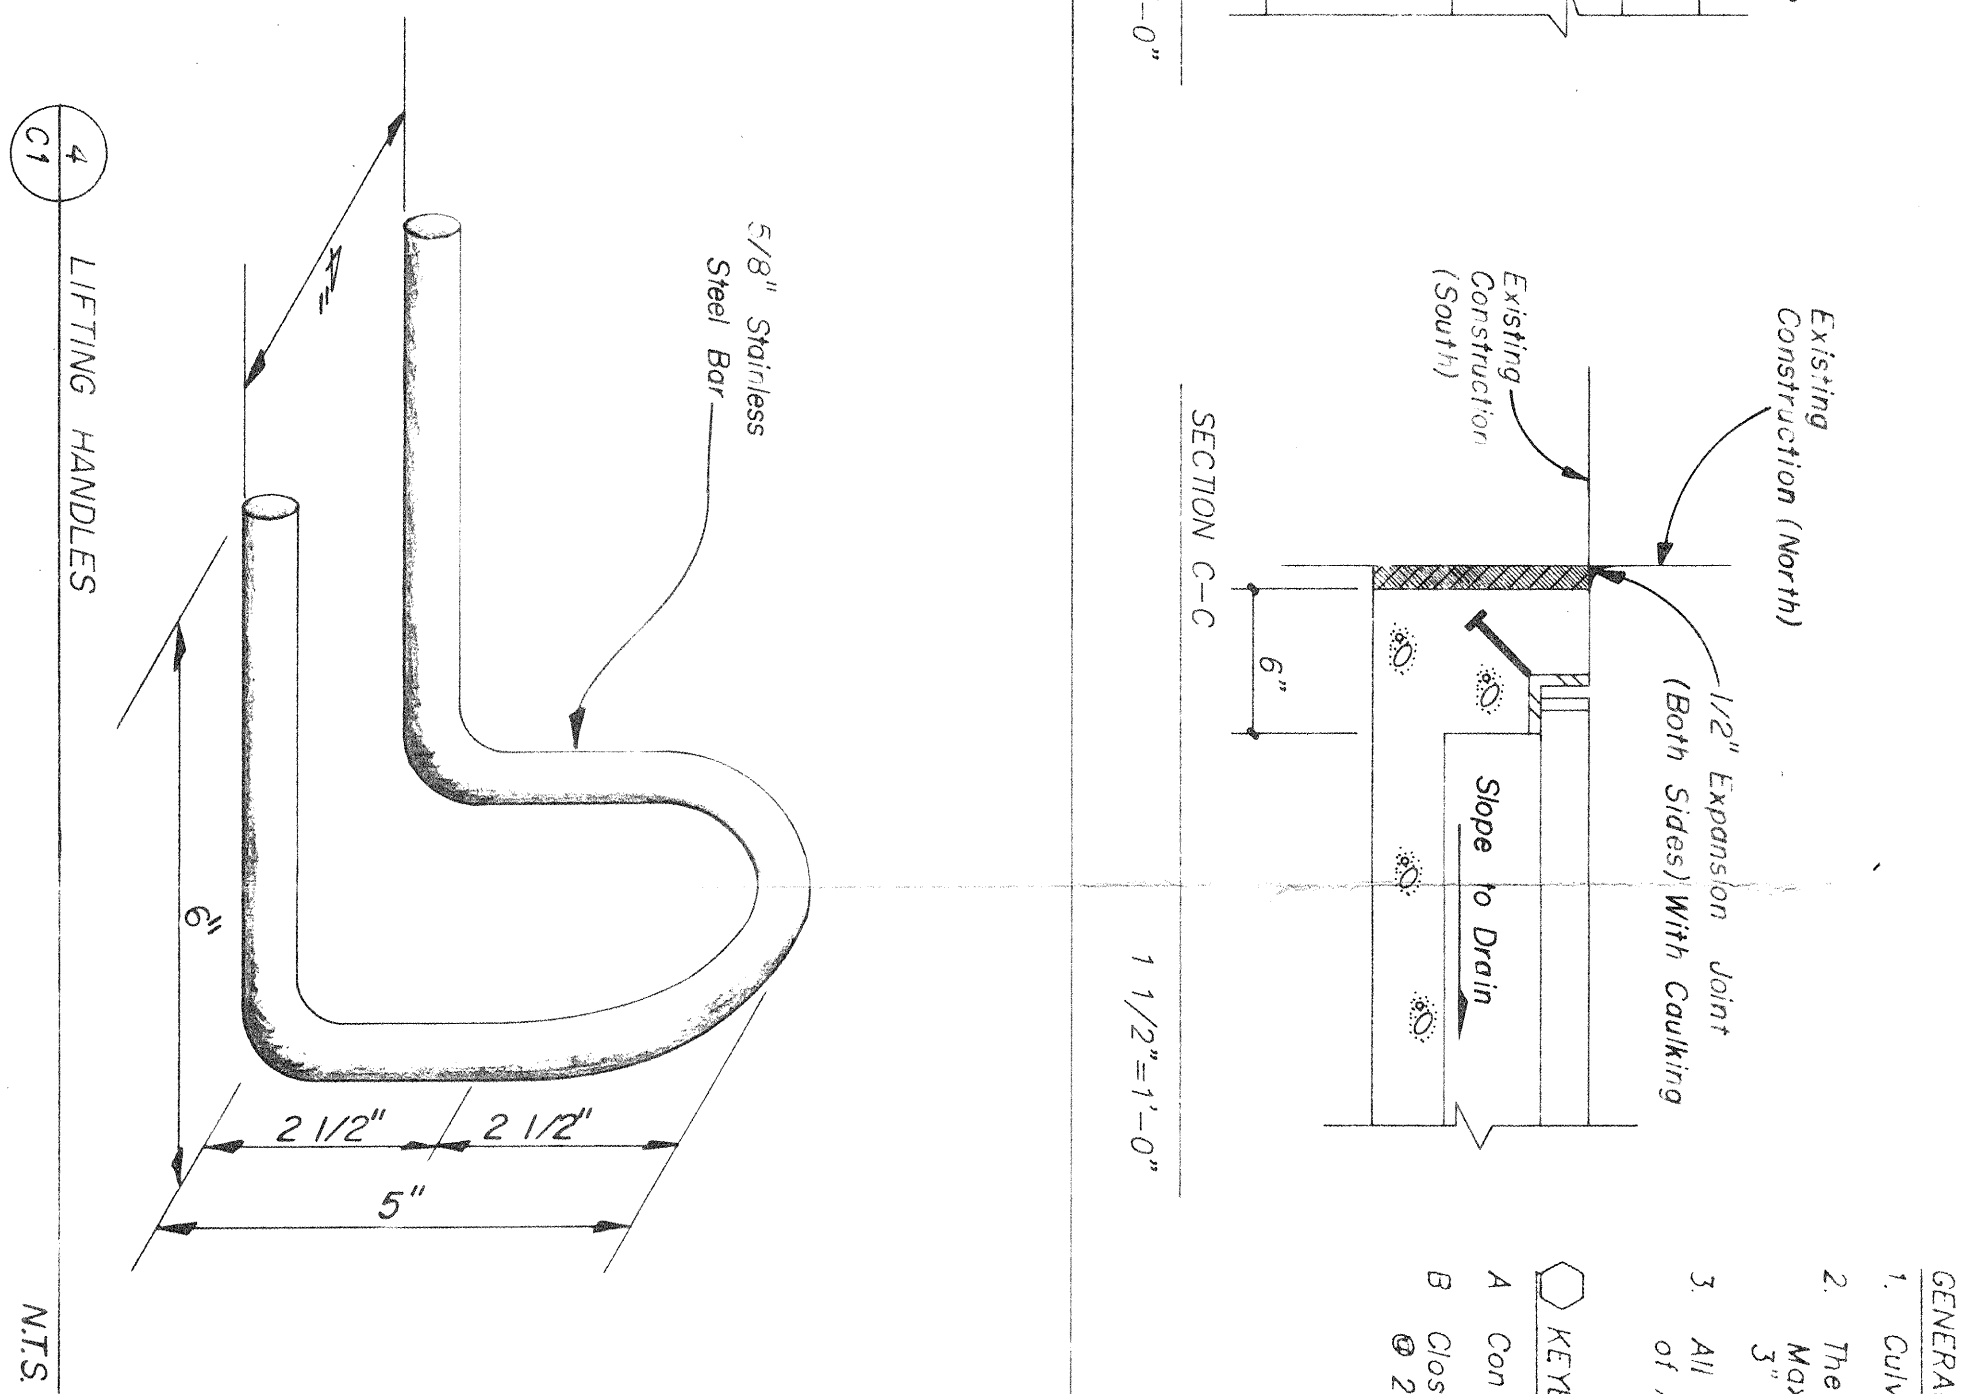 '-0"
Existing
Construction (North)
Existing
Construction
(South)
1/2" Expansion Joint
(Both Sides) With Caulking
Slope to Drain
6"
SECTION C-C
1 1/2"=1'-0"
GENERA
1. Culv
2. The
Max
3"
3. All
of
KEY
A Con
B Clos
@ 2
5/8" Stainless
Steel Bar
4"
6"
2 1/2"
2 1/2"
5"
4
C1
LIFTING HANDLES
N.T.S.